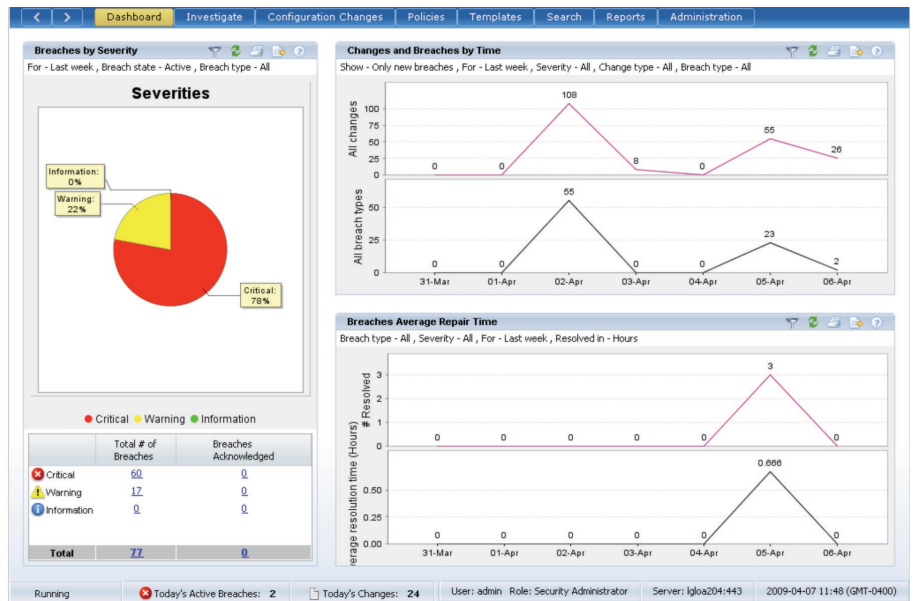 Dashboard Investigate Configuration Changes Policies Templates Search Reports Administration
Breaches by Severity
For - Last week , Breach state - Active , Breach type - All
Severities
Information:
0%
Warning:
22%
Critical:
78%
Critical Warning Information
Total # of Breaches Breaches Acknowledged
Critical 60 0
Warning 17 0
Information 0 0
Total 77 0
Changes and Breaches by Time
Show - Only new breaches , For - Last week , Severity - All , Change type - All , Breach type - All
All changes
100
75
50
25
0
0 0 108 8 0 55 26
All breach types
50
25
0
0 0 55 0 0 23 2
31-Mar 01-Apr 02-Apr 03-Apr 04-Apr 05-Apr 06-Apr
Breaches Average Repair Time
Breach type - All , Severity - All , For - Last week , Resolved in - Hours
# Resolved
3
2
1
0
0 0 0 0 0 3 0
erage resolution time (Hours)
0.50
0.25
0.00
0 0 0 0 0 0.666 0
31-Mar 01-Apr 02-Apr 03-Apr 04-Apr 05-Apr 06-Apr
Running Today's Active Breaches: 2 Today's Changes: 24 User: admin Role: Security Administrator Server: lgloa204:443 2009-04-07 11:48 (GMT-0400)